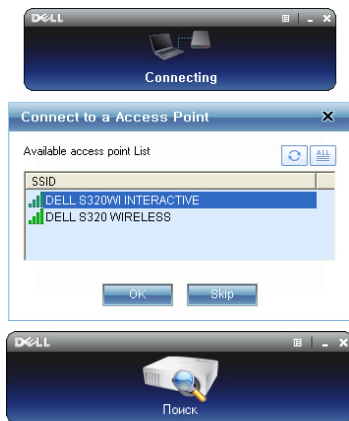 DELL
Connecting
Connect to a Access Point
Available access point List
ALL
SSID
DELL S320WI INTERACTIVE
DELL S320 WIRELESS
OK
Skip
DELL
Поиск